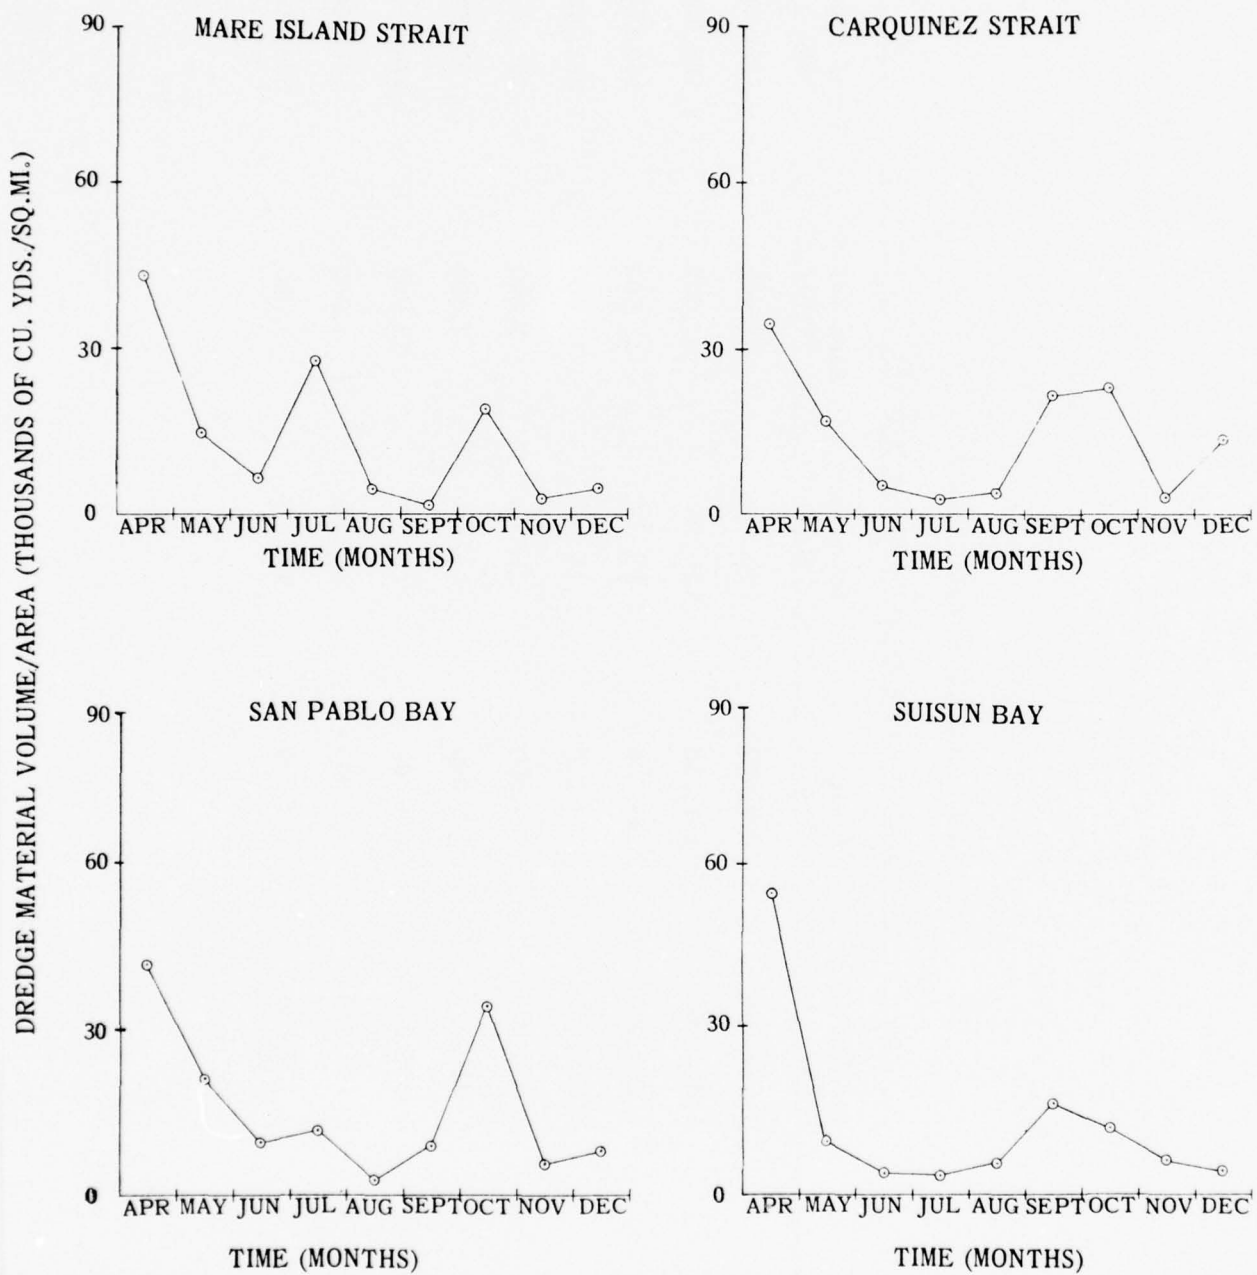 DREDGE MATERIAL VOLUME/AREA (THOUSANDS OF CU. YDS./SQ.MI.)
MARE ISLAND STRAIT
90
60
30
0
APR MAY JUN JUL AUG SEPT OCT NOV DEC
TIME (MONTHS)
CARQUINEZ STRAIT
90
60
30
0
APR MAY JUN JUL AUG SEPT OCT NOV DEC
TIME (MONTHS)
SAN PABLO BAY
90
60
30
0
APR MAY JUN JUL AUG SEPT OCT NOV DEC
TIME (MONTHS)
SUISUN BAY
90
60
30
0
APR MAY JUN JUL AUG SEPT OCT NOV DEC
TIME (MONTHS)